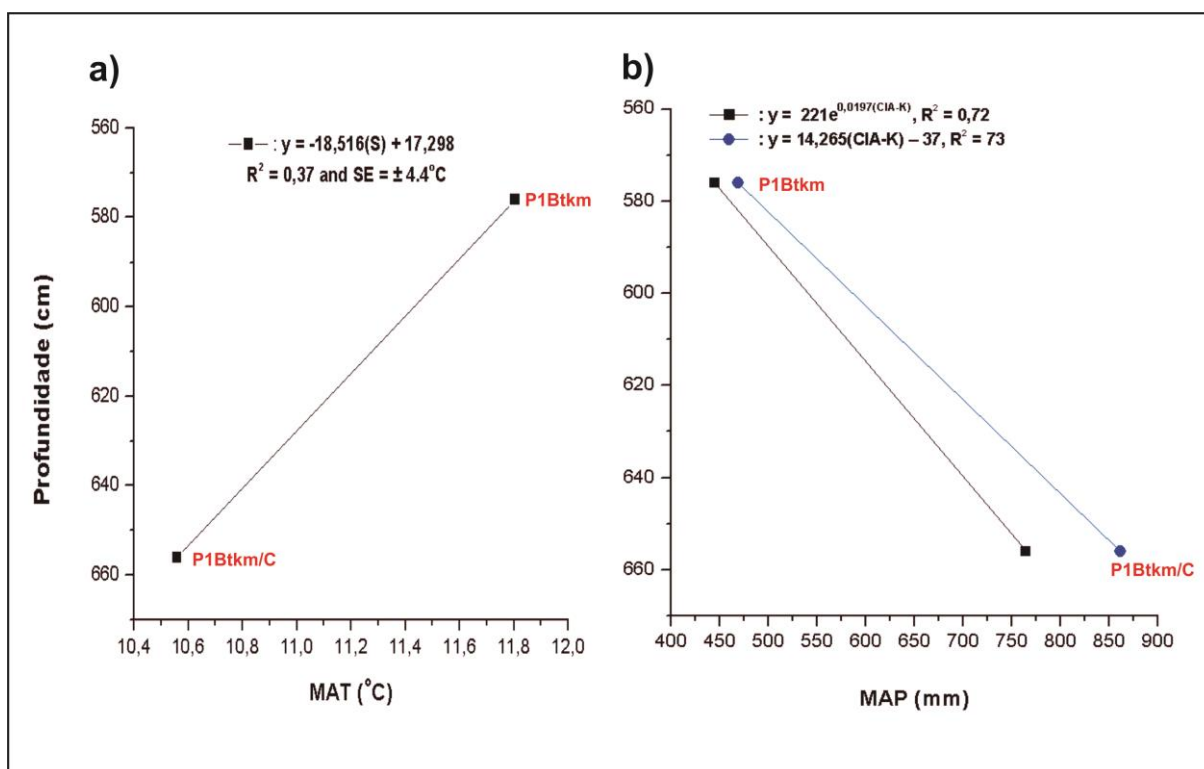 a)
: y = -18,516(S) + 17,298
R² = 0,37 and SE = ± 4.4°C
560
580
600
620
640
660
Profundidade (cm)
P1Btkm
P1Btkm/C
10,4 10,6 10,8 11,0 11,2 11,4 11,6 11,8 12,0
MAT (°C)
b)
: y = 221e^0,0197(CIA-K), R² = 0,72
: y = 14,265(CIA-K) – 37, R² = 73
560
580
600
620
640
660
P1Btkm
P1Btkm/C
400 450 500 550 600 650 700 750 800 850 900
MAP (mm)